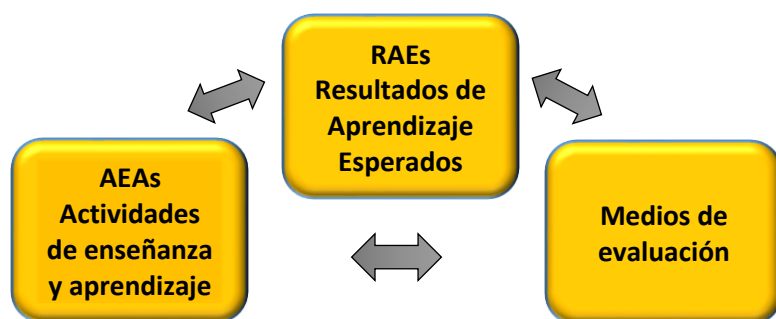 RAEs
Resultados de
Aprendizaje
Esperados
AEAs
Actividades
de enseñanza
y aprendizaje
Medios de
evaluación